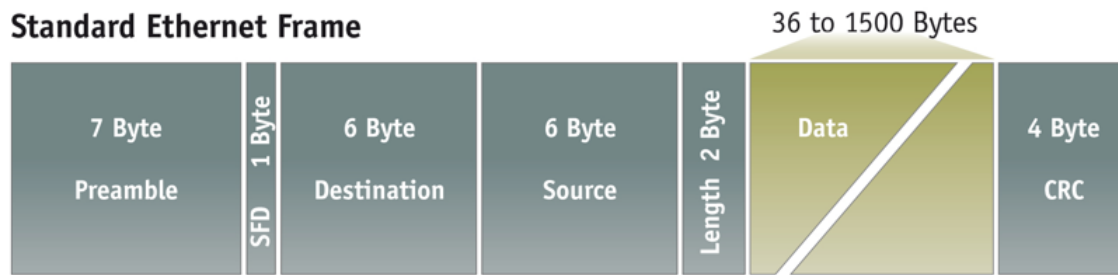 Standard Ethernet Frame
36 to 1500 Bytes
7 Byte
Preamble
SFD 1 Byte
6 Byte
Destination
6 Byte
Source
Length 2 Byte
Data
4 Byte
CRC